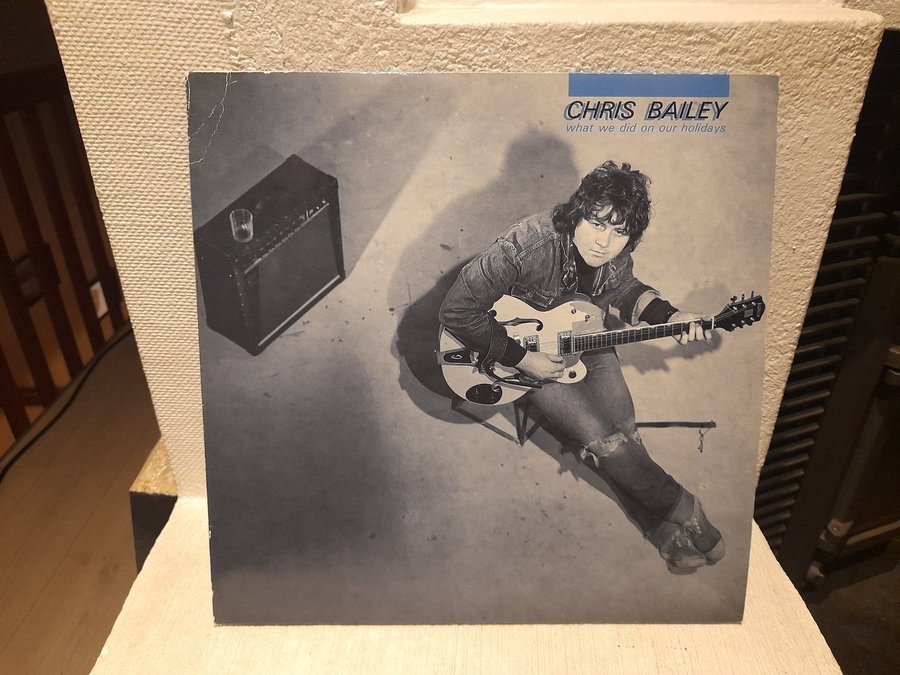 CHRIS BAILEY
what we did on our holidays